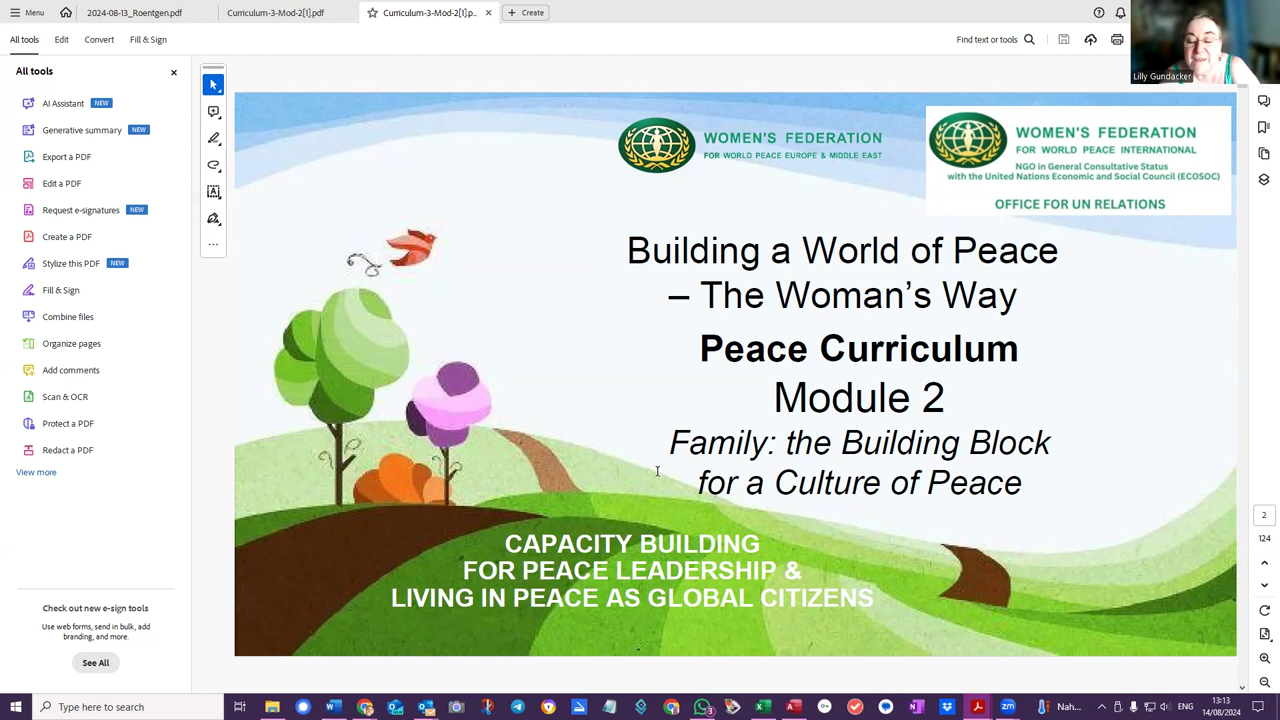 Menu
2024-08-13_Roentgen.pdf
Curriculum-3-Mod-2[1].pdf
Curriculum-3-Mod-2[1].p...
Create
All tools
Edit
Convert
Fill & Sign
Find text or tools
All tools
AI Assistant NEW
Generative summary NEW
Export a PDF
Edit a PDF
Request e-signatures NEW
Create a PDF
Stylize this PDF NEW
Fill & Sign
Combine files
Organize pages
Add comments
Scan & OCR
Protect a PDF
Redact a PDF
View more
Check out new e-sign tools
Use web forms, send in bulk, add
branding, and more.
See All
Lilly Gundacker
WOMEN'S FEDERATION
FOR WORLD PEACE EUROPE & MIDDLE EAST
WOMEN'S FEDERATION
FOR WORLD PEACE INTERNATIONAL
NGO in General Consultative Status
with the United Nations Economic and Social Council (ECOSOC)
OFFICE FOR UN RELATIONS
Building a World of Peace
– The Woman’s Way
Peace Curriculum
Module 2
Family: the Building Block
for a Culture of Peace
CAPACITY BUILDING
FOR PEACE LEADERSHIP &
LIVING IN PEACE AS GLOBAL CITIZENS
2
124
Type here to search
3
Nah...
ENG
13:13
14/08/2024